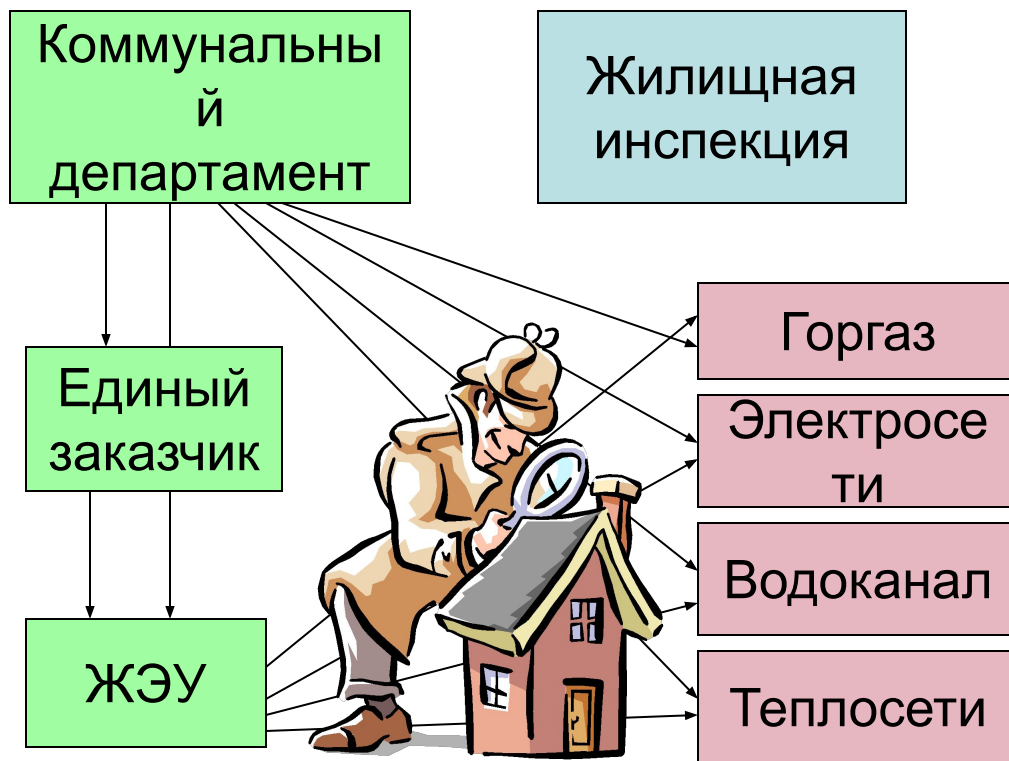 Коммунальны
й
департамент
Жилищная
инспекция
Горгаз
Единый
заказчик
Электросе
ти
Водоканал
ЖЭУ
Теплосети